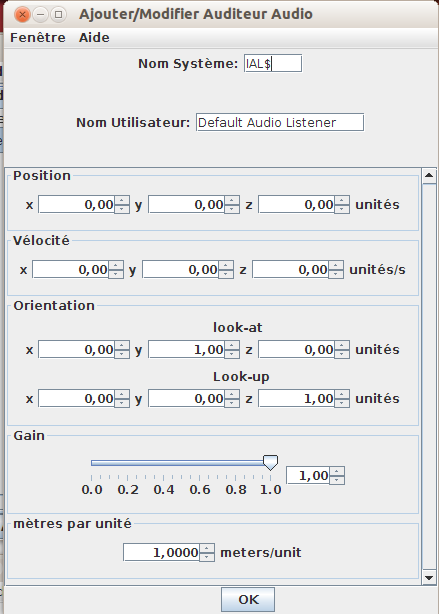 Ajouter/Modifier Auditeur Audio
Fenêtre Aide
Nom Système: IAL$
Nom Utilisateur: Default Audio Listener
Position
x 0,00 y 0,00 z 0,00 unités
Vélocité
x 0,00 y 0,00 z 0,00 unités/s
Orientation
look-at
x 0,00 y 1,00 z 0,00 unités
Look-up
x 0,00 y 0,00 z 1,00 unités
Gain
1,00
0.0 0.2 0.4 0.6 0.8 1.0
mètres par unité
1,0000 meters/unit
OK